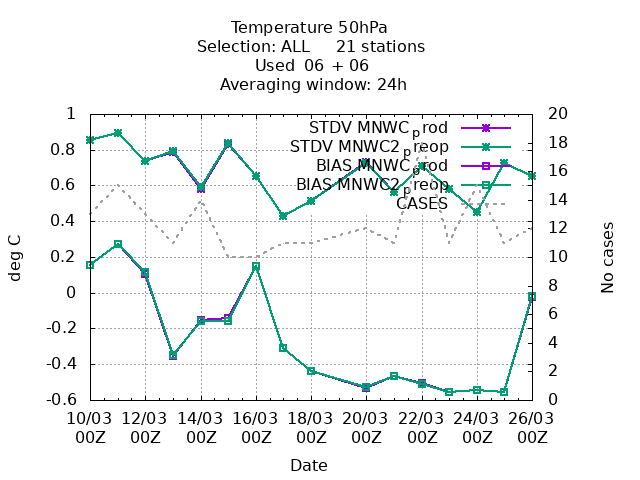 Temperature 50hPa
Selection: ALL 21 stations
Used 06 + 06
Averaging window: 24h
1
0.8
0.6
0.4
0.2
0
-0.2
-0.4
-0.6
deg C
20
18
16
14
12
10
8
6
4
2
0
No cases
STDV MNWC_prod
STDV MNWC2_preop
BIAS MNWC_prod
BIAS MNWC2_preop
CASES
10/03 12/03 14/03 16/03 18/03 20/03 22/03 24/03 26/03
00Z 00Z 00Z 00Z 00Z 00Z 00Z 00Z 00Z
Date